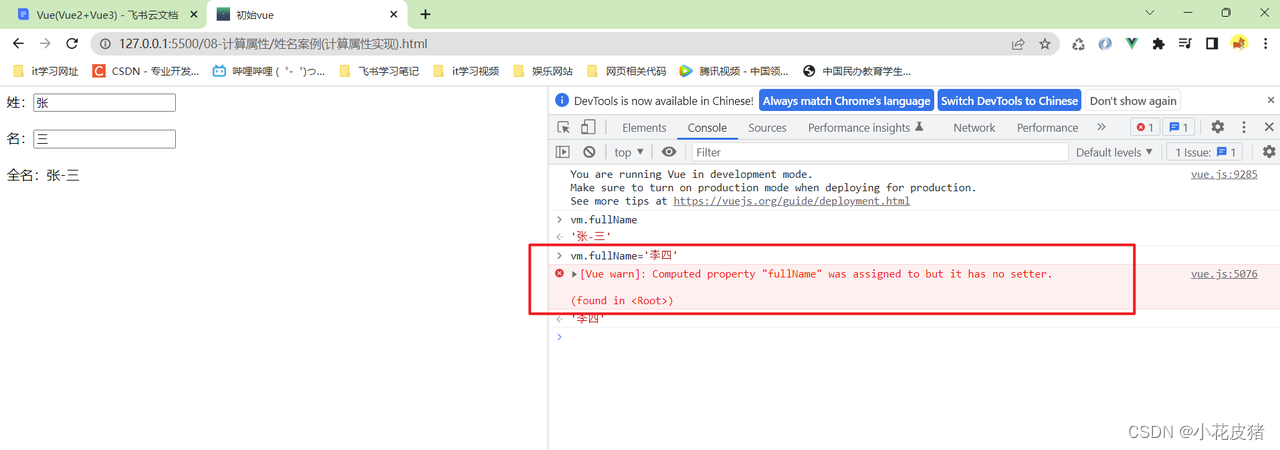 Vue(Vue2+Vue3) - 飞书云文档
初始vue
127.0.0.1:5500/08-计算属性/姓名案例(计算属性实现).html
it学习网址
CSDN - 专业开发...
哔哩哔哩 (゜-゜)つ...
飞书学习笔记
it学习视频
娱乐网站
网页相关代码
腾讯视频 - 中国领...
中国民办教育学生...
姓：张
名：三
全名：张-三
DevTools is now available in Chinese! Always match Chrome's language Switch DevTools to Chinese Don't show again
Elements Console Sources Performance insights Network Performance 1 1
top Filter Default levels 1 Issue: 1
You are running Vue in development mode. vue.js:9285
Make sure to turn on production mode when deploying for production.
See more tips at https://vuejs.org/guide/deployment.html
vm.fullName
'张-三'
vm.fullName='李四'
[Vue warn]: Computed property "fullName" was assigned to but it has no setter. vue.js:5076
(found in <Root>)
'李四'
CSDN @小花皮猪